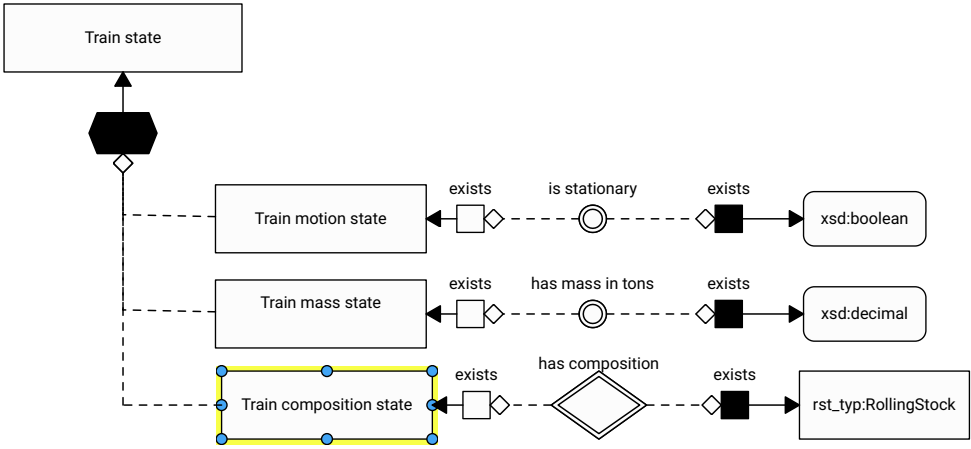 Train state
exists
is stationary
exists
Train motion state
xsd:boolean
exists
has mass in tons
exists
Train mass state
xsd:decimal
has composition
exists
exists
Train composition state
rst_typ:RollingStock